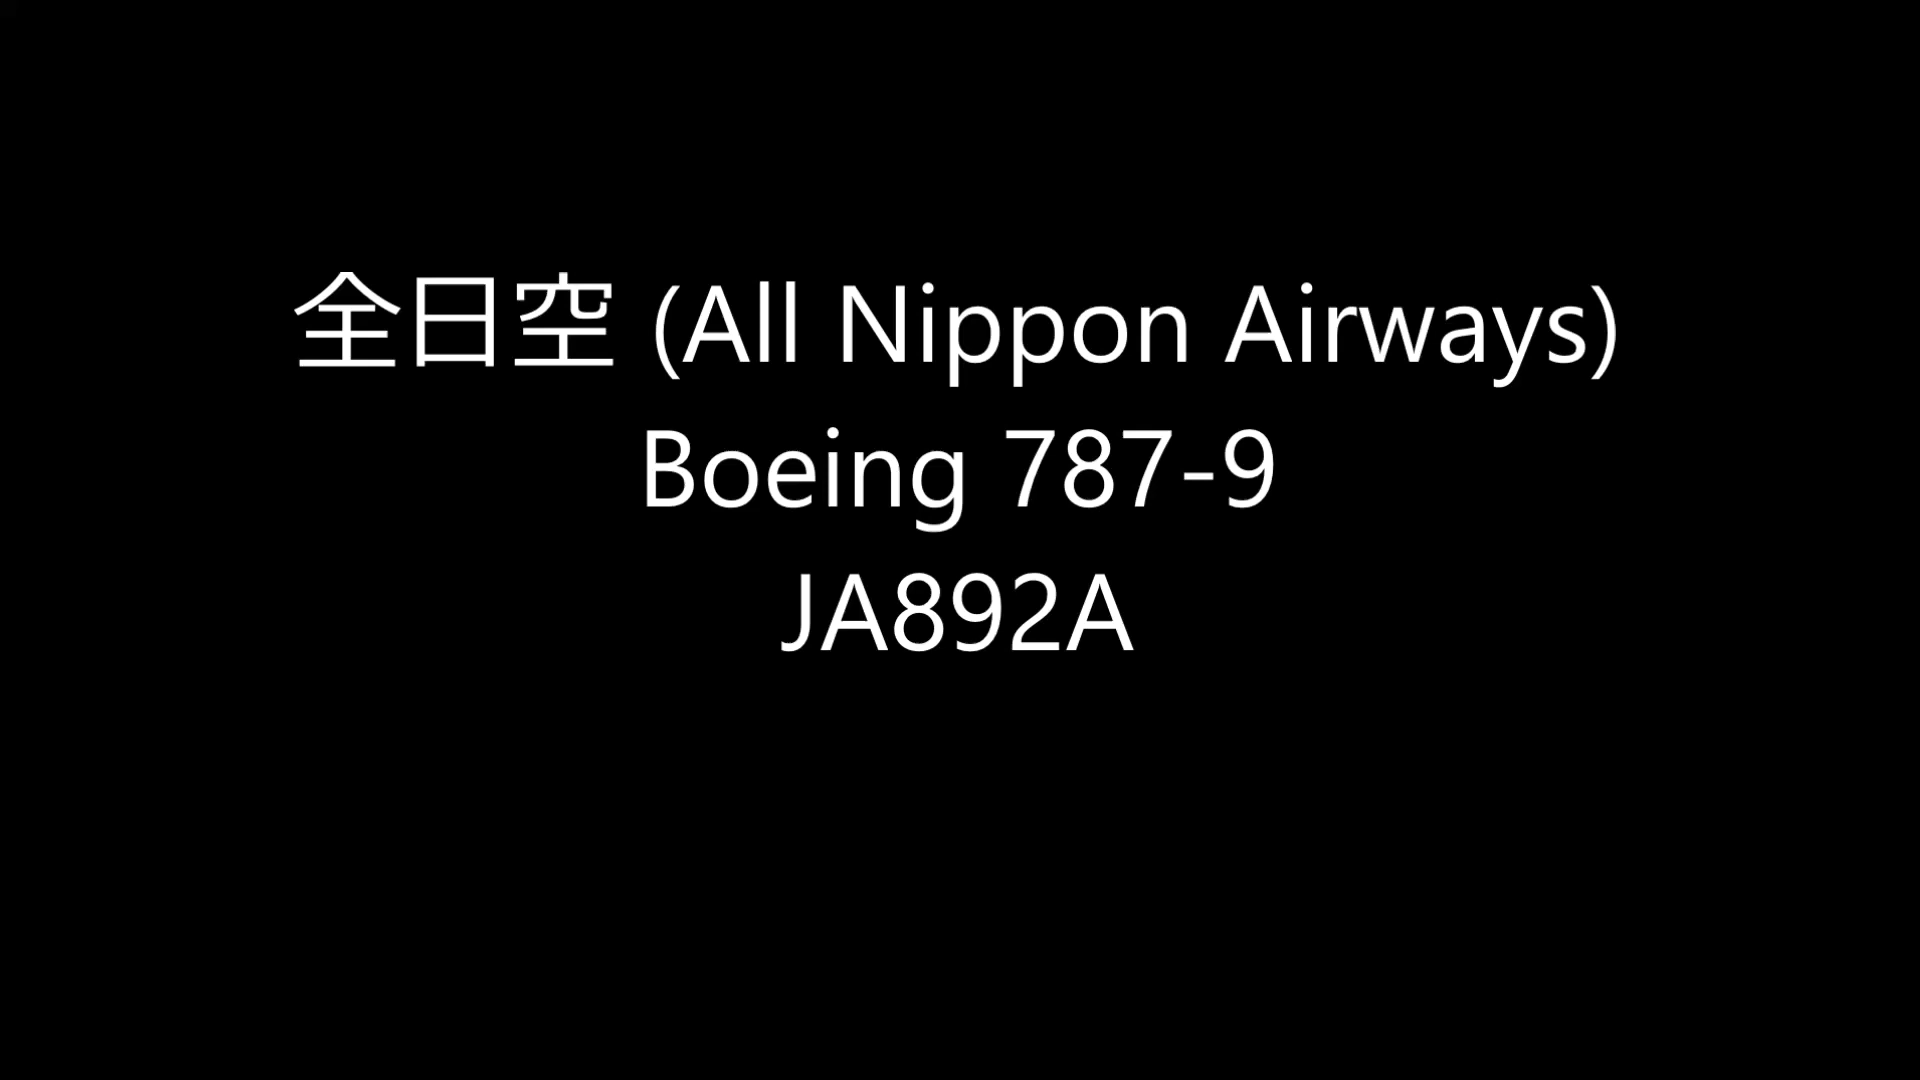 全日空 (All Nippon Airways)
Boeing 787-9
JA892A